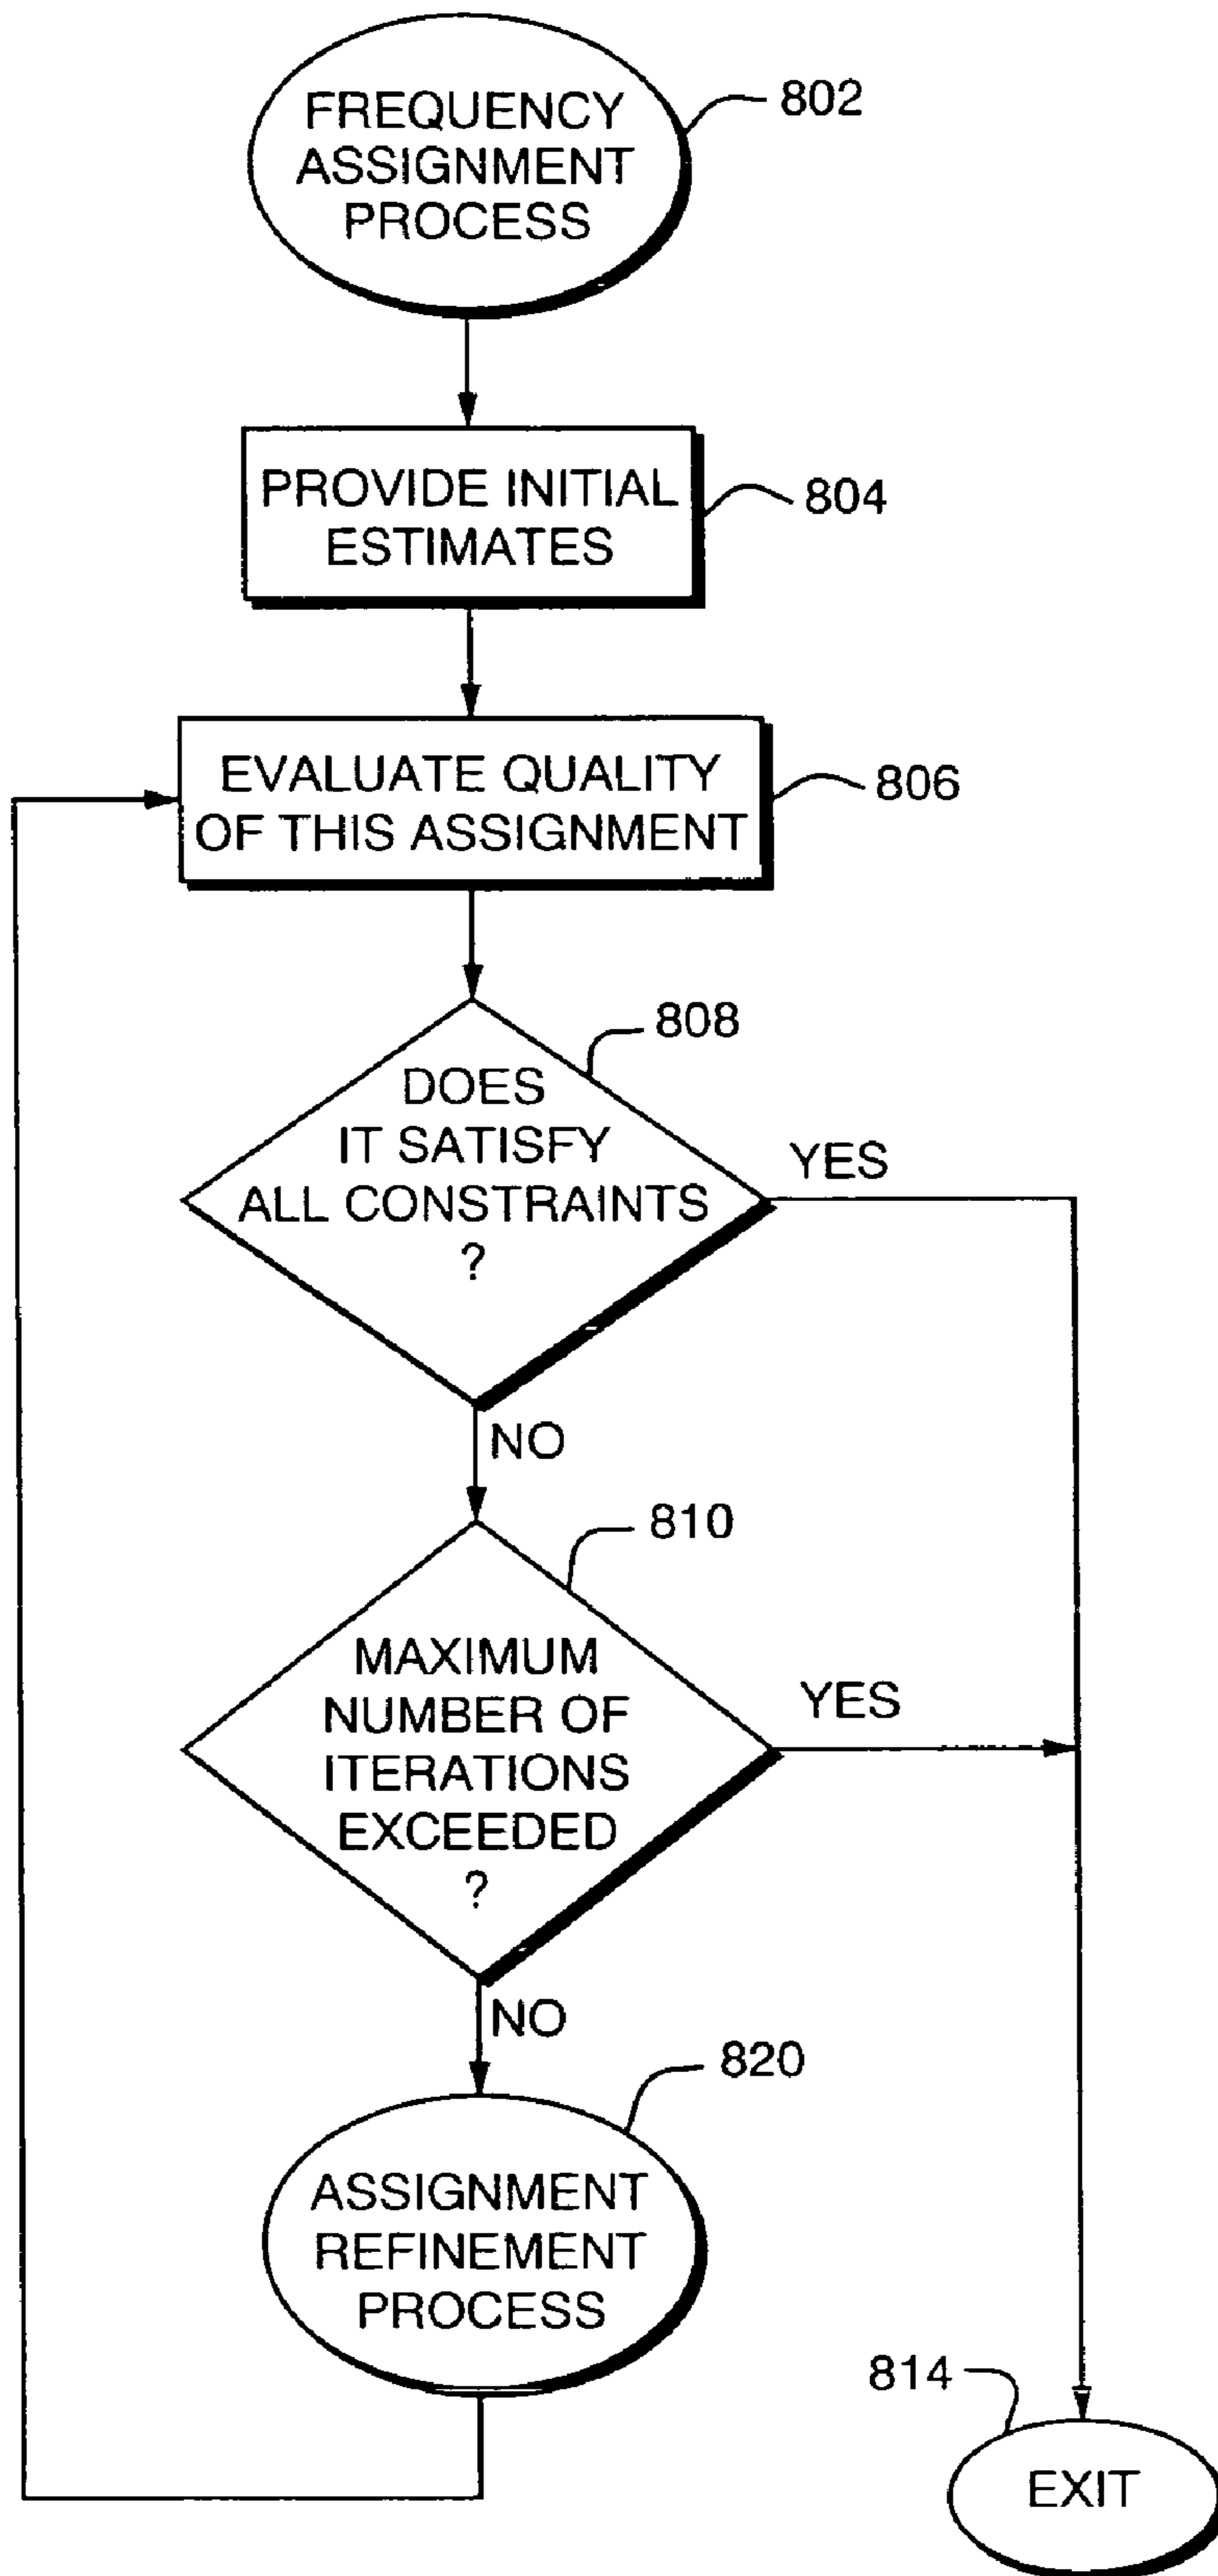 FREQUENCY
ASSIGNMENT
PROCESS
802
PROVIDE INITIAL
ESTIMATES
804
EVALUATE QUALITY
OF THIS ASSIGNMENT
806
808
DOES
IT SATISFY
ALL CONSTRAINTS
?
YES
NO
810
MAXIMUM
NUMBER OF
ITERATIONS
EXCEEDED
?
YES
NO
820
ASSIGNMENT
REFINEMENT
PROCESS
814
EXIT